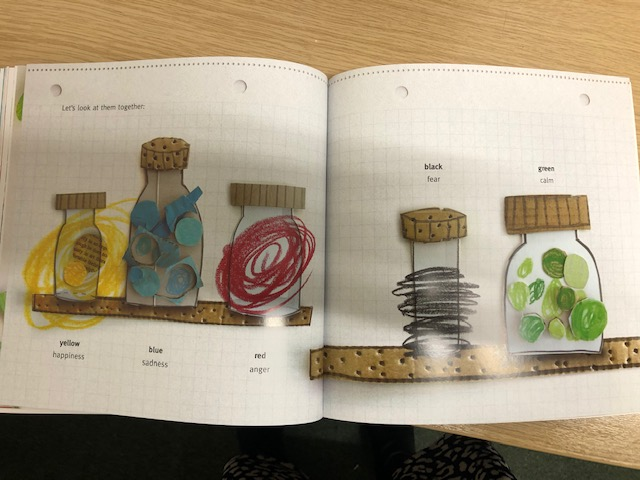 Let's look at them together:
yellow
happiness
blue
sadness
red
anger
black
fear
green
calm